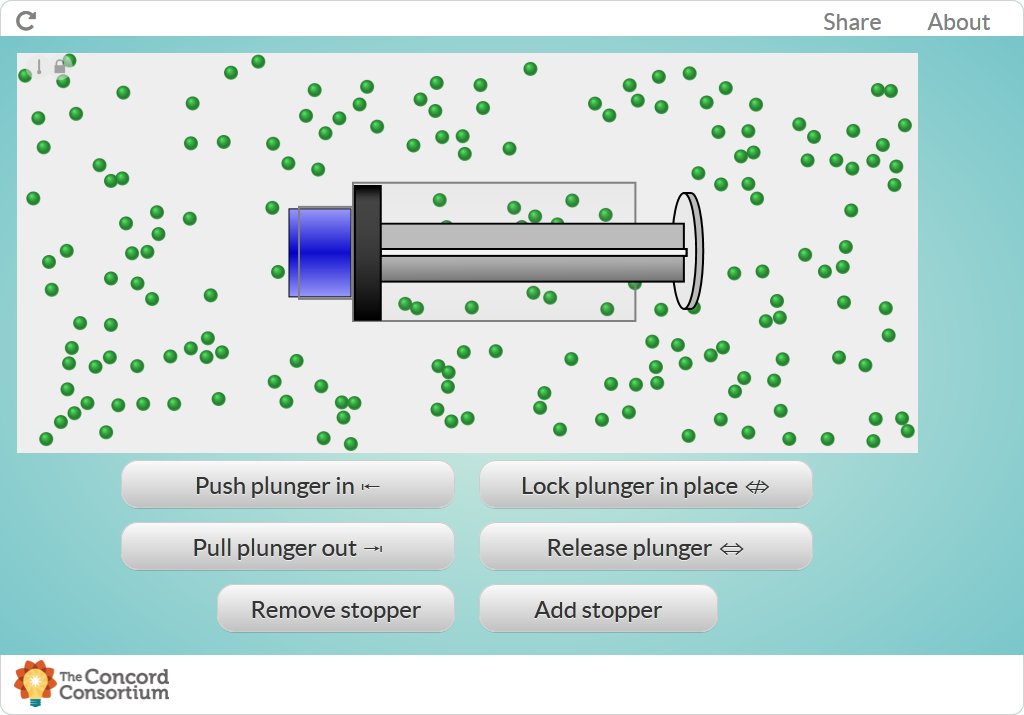 Share About
Push plunger in ⤟
Lock plunger in place ⇎
Pull plunger out ⤞
Release plunger ⇔
Remove stopper
Add stopper
The Concord
Consortium